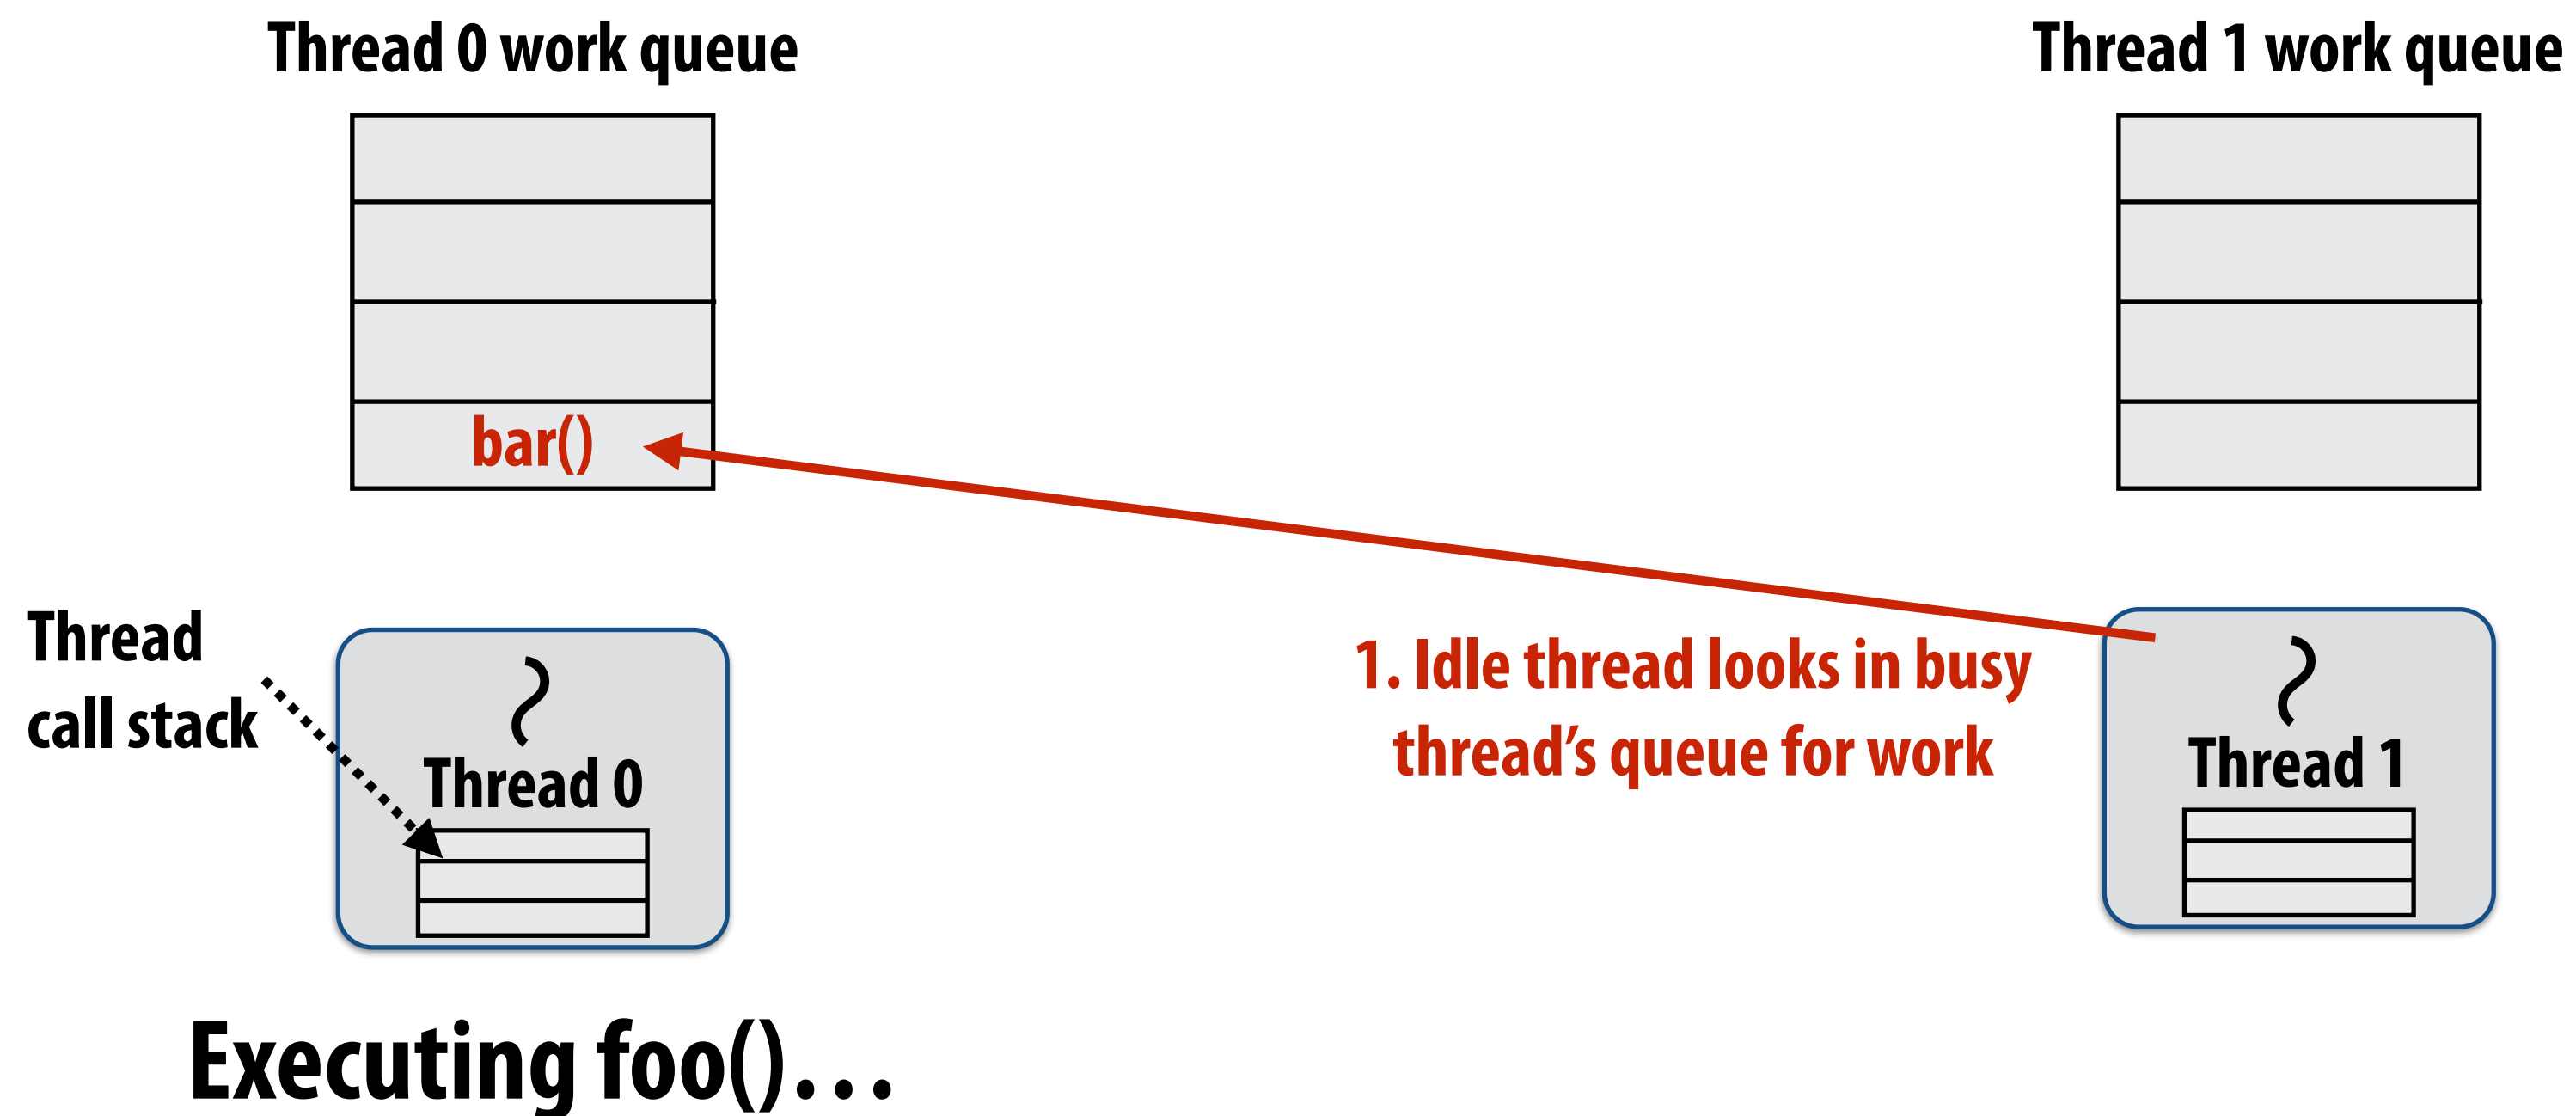 Thread 0 work queue
Thread 1 work queue
bar()
Thread
call stack
Thread 0
1. Idle thread looks in busy
thread’s queue for work
Thread 1
Executing foo()…